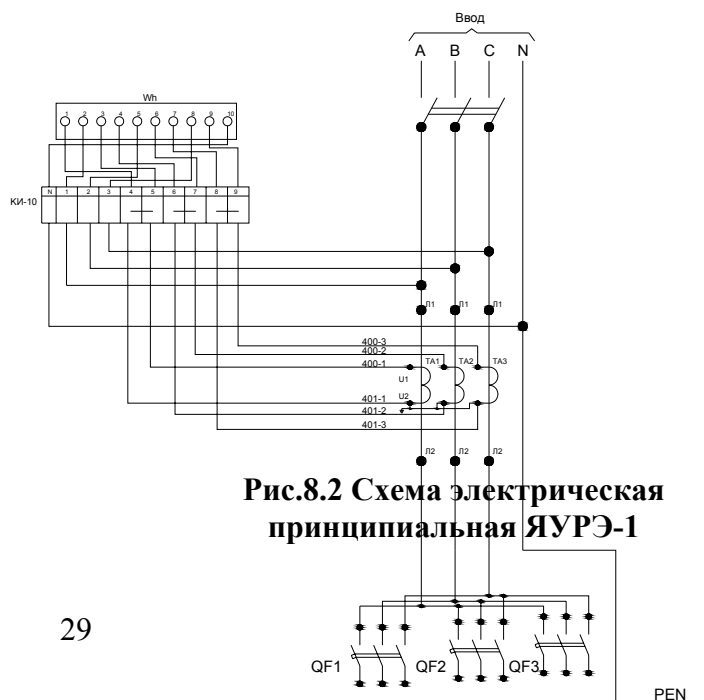 Ввод
A B C N
Wh
1 2 3 4 5 6 7 8 9 10
КИ-10
N 1 2 3 4 5 6 7 8 9
Л1 Л1 Л1
400-3
400-2
400-1
TA1 TA2 TA3
U1
U2
401-1
401-2
401-3
Л2 Л2 Л2
Рис.8.2 Схема электрическая
принципиальная ЯУРЭ-1
29
QF1 QF2 QF3
PEN